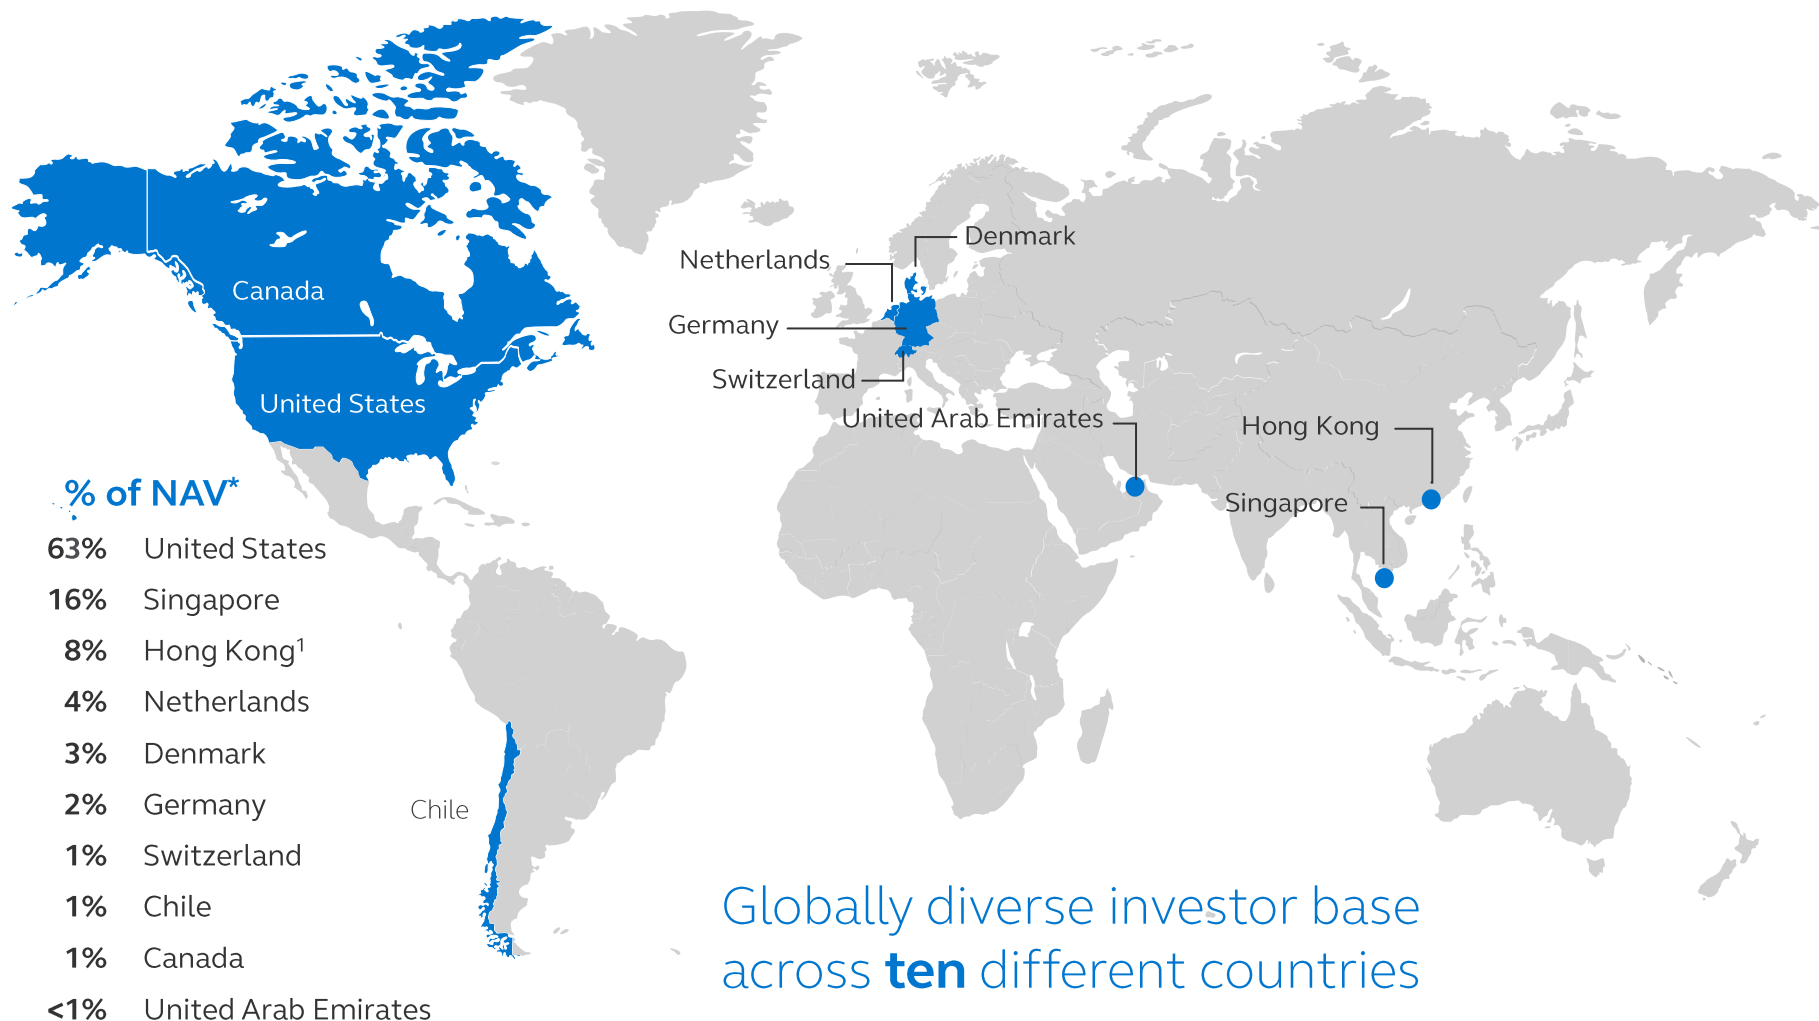 Denmark
Netherlands
Canada
Germany
Switzerland
United States
United Arab Emirates
Hong Kong
Singapore
% of NAV*
63% United States
16% Singapore
8% Hong Kong¹
4% Netherlands
3% Denmark
2% Germany
1% Switzerland
1% Chile
1% Canada
<1% United Arab Emirates
Chile
Globally diverse investor base
across ten different countries